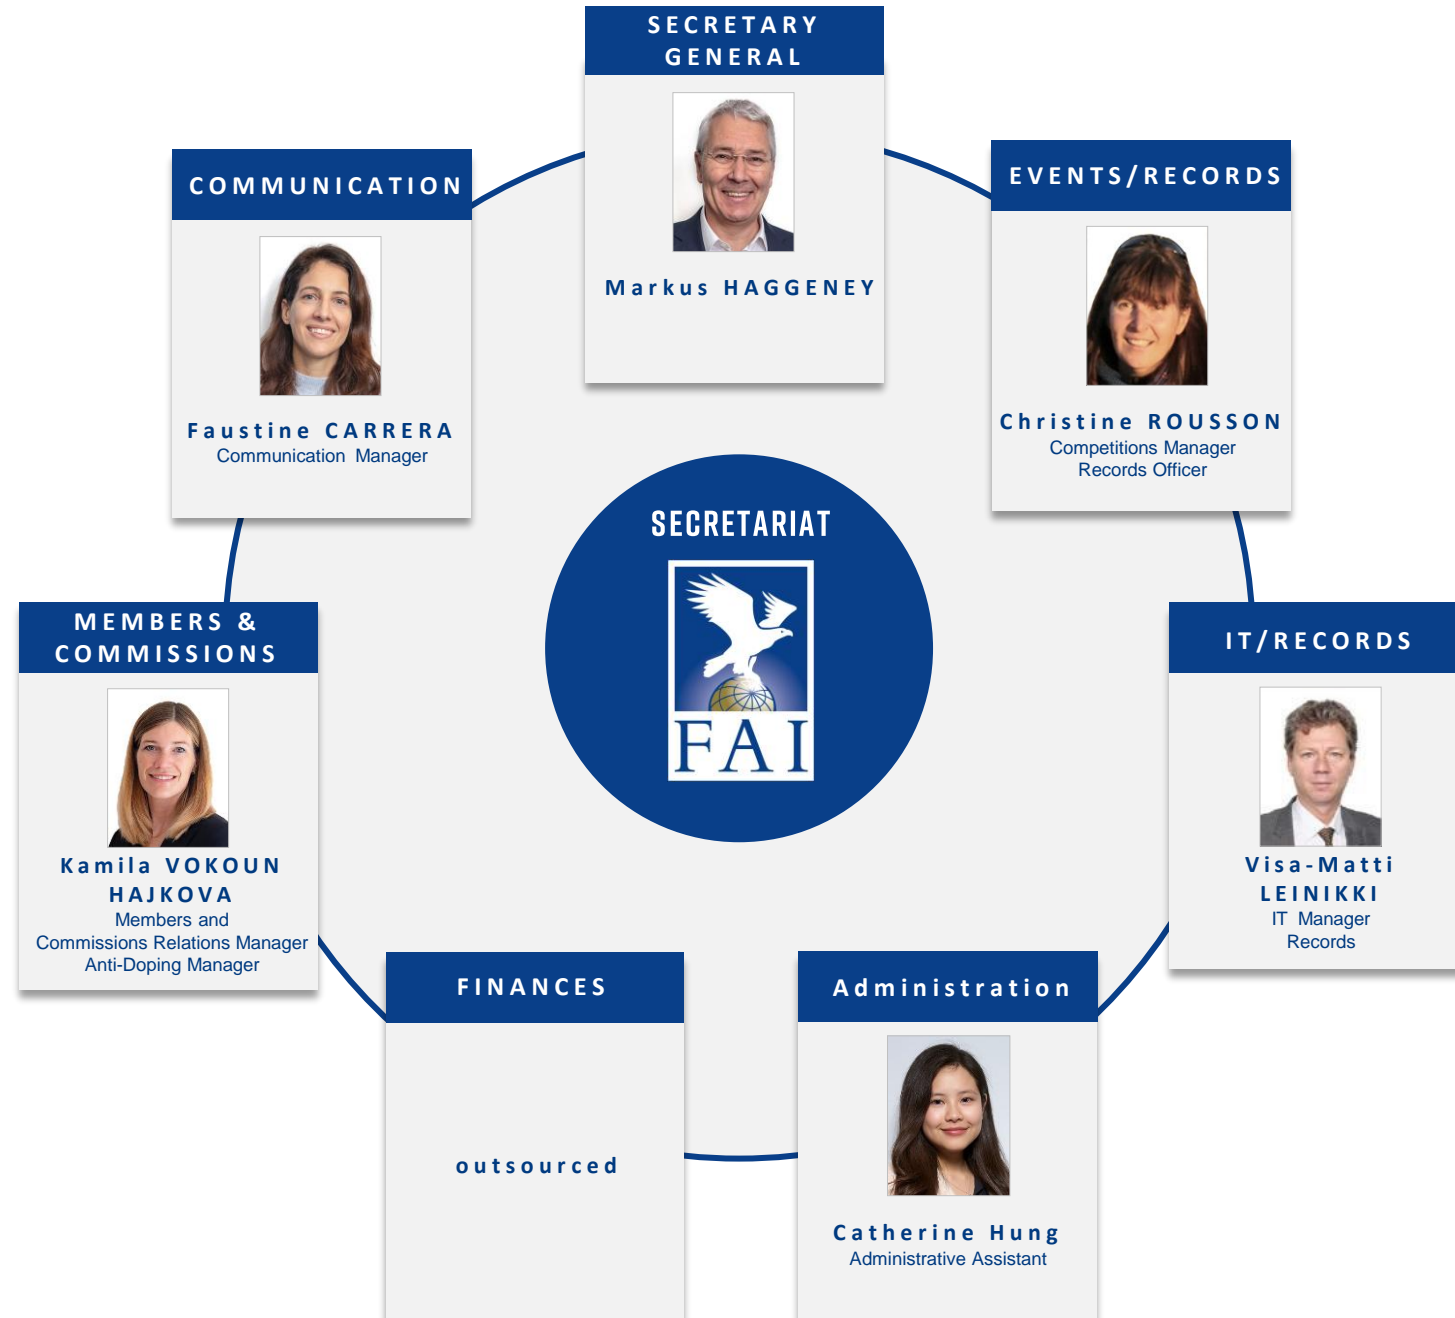 SECRETARY
GENERAL
Markus HAGGENEY
COMMUNICATION
Faustine CARRERA
Communication Manager
EVENTS/RECORDS
Christine ROUSSON
Competitions Manager
Records Officer
SECRETARIAT
FAI
MEMBERS &
COMMISSIONS
Kamila VOKOUN
HAJKOVA
Members and
Commissions Relations Manager
Anti-Doping Manager
IT/RECORDS
Visa-Matti
LEINIKKI
IT Manager
Records
FINANCES
outsourced
Administration
Catherine Hung
Administrative Assistant